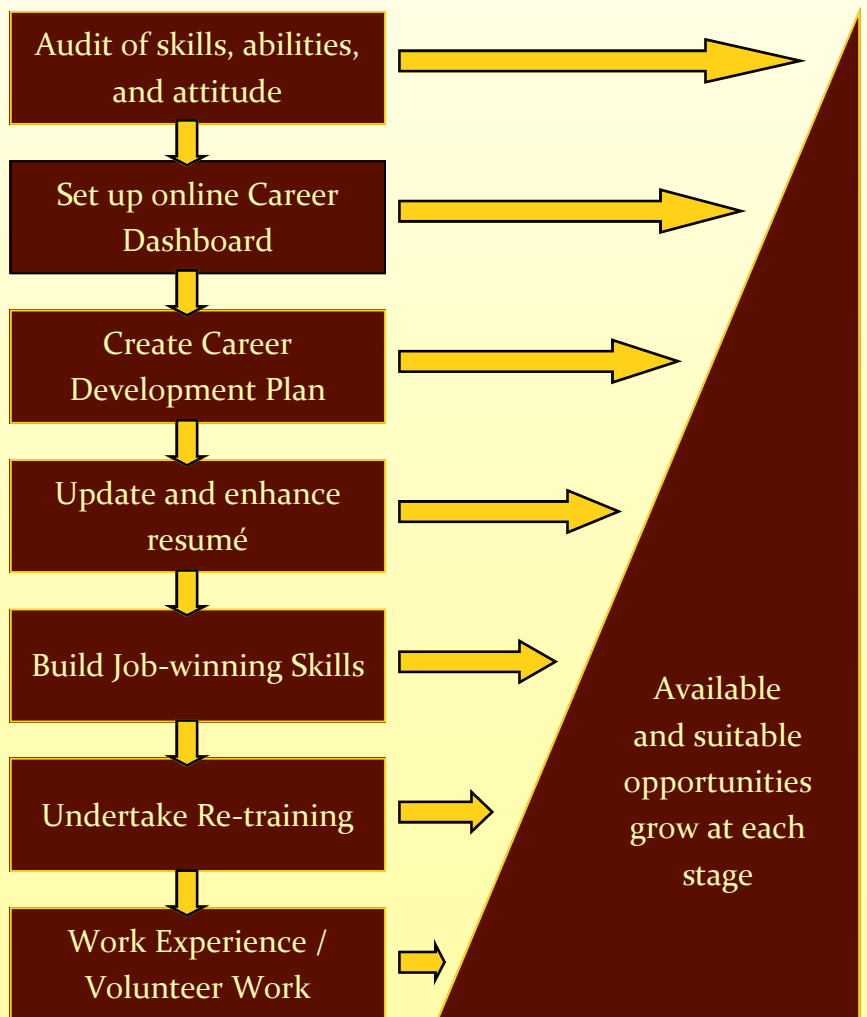 Audit of skills, abilities,
and attitude
Set up online Career
Dashboard
Create Career
Development Plan
Update and enhance
resumé
Build Job-winning Skills
Undertake Re-training
Work Experience /
Volunteer Work
Available
and suitable
opportunities
grow at each
stage